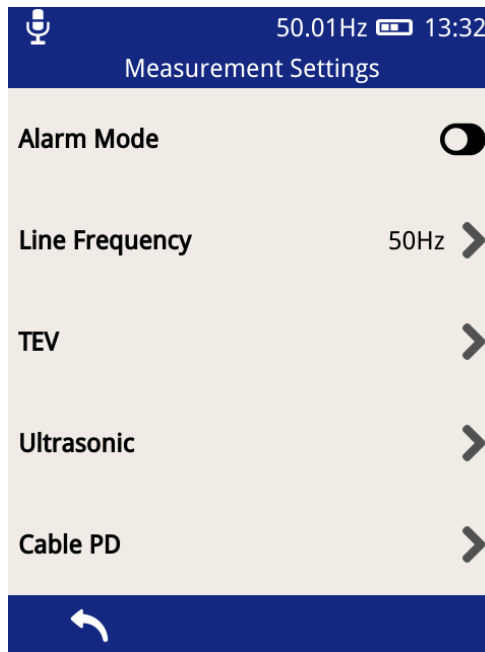 50.01Hz 13:32
Measurement Settings
Alarm Mode
Line Frequency 50Hz
TEV
Ultrasonic
Cable PD